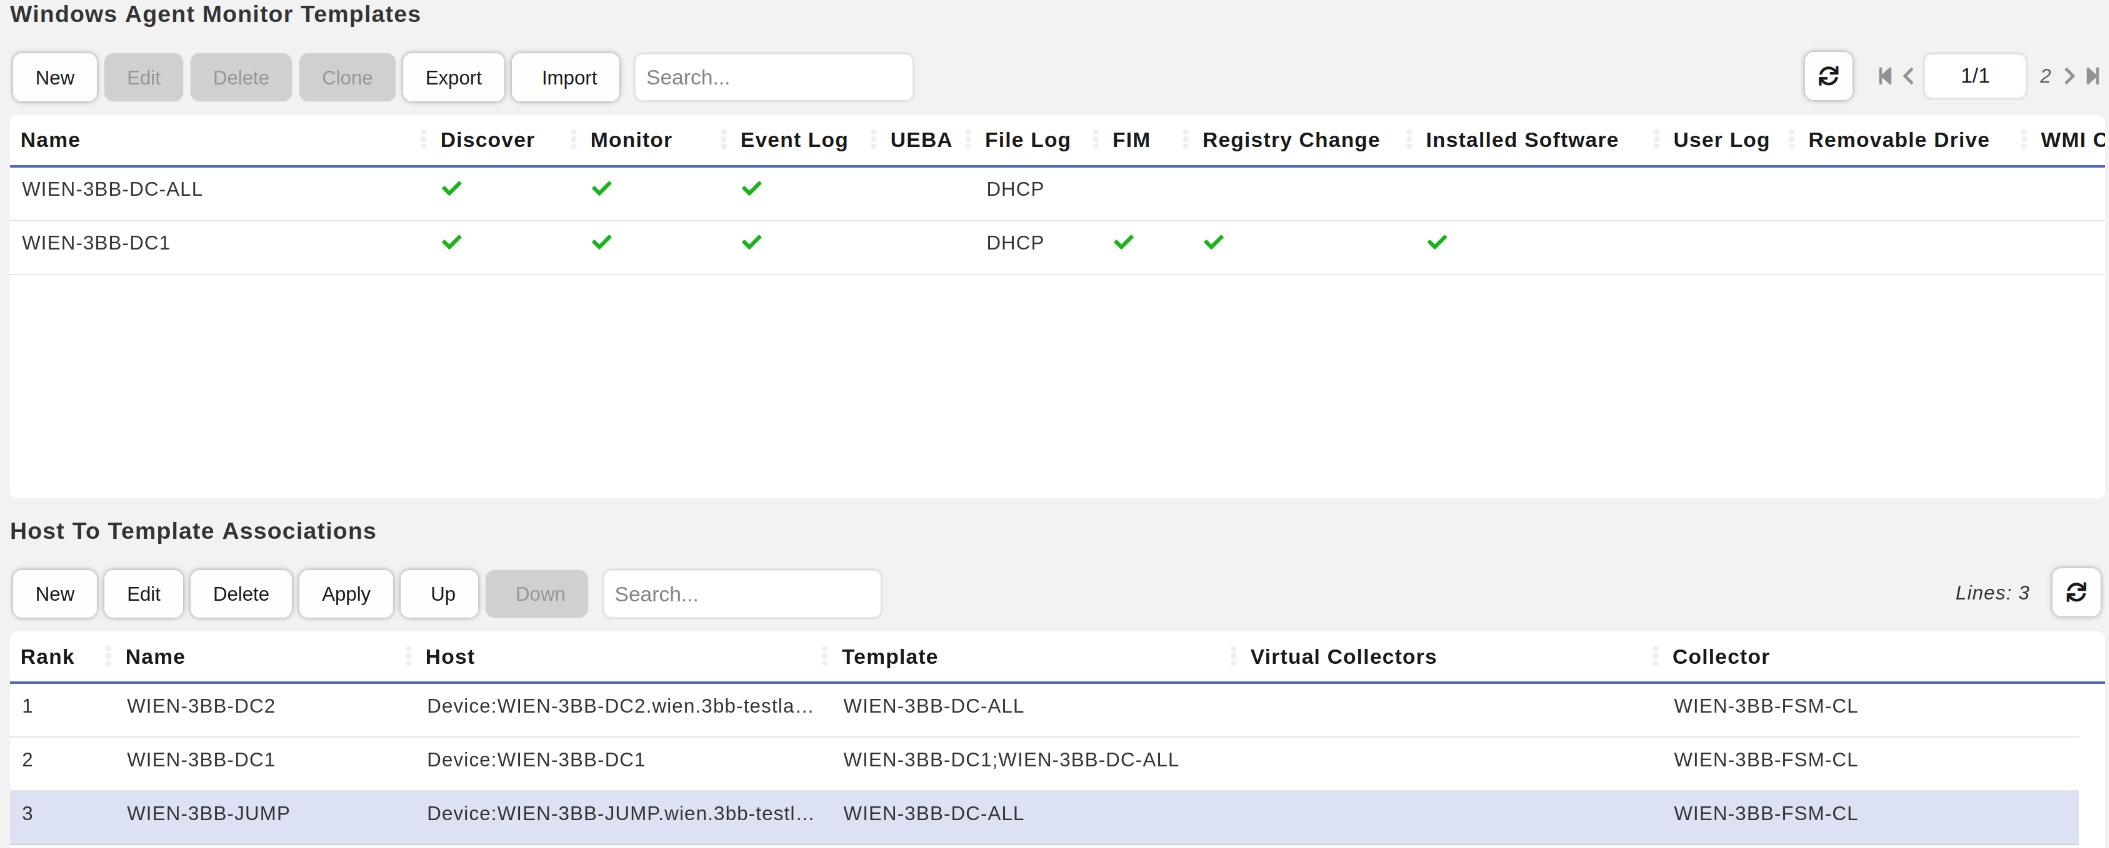 Windows Agent Monitor Templates
New Edit Delete Clone Export Import Search... 1/1 2
Name Discover Monitor Event Log UEBA File Log FIM Registry Change Installed Software User Log Removable Drive WMI C
WIEN-3BB-DC-ALL DHCP
WIEN-3BB-DC1 DHCP
Host To Template Associations
New Edit Delete Apply Up Down Search... Lines: 3
Rank Name Host Template Virtual Collectors Collector
1 WIEN-3BB-DC2 Device:WIEN-3BB-DC2.wien.3bb-testla... WIEN-3BB-DC-ALL WIEN-3BB-FSM-CL
2 WIEN-3BB-DC1 Device:WIEN-3BB-DC1 WIEN-3BB-DC1;WIEN-3BB-DC-ALL WIEN-3BB-FSM-CL
3 WIEN-3BB-JUMP Device:WIEN-3BB-JUMP.wien.3bb-testl... WIEN-3BB-DC-ALL WIEN-3BB-FSM-CL